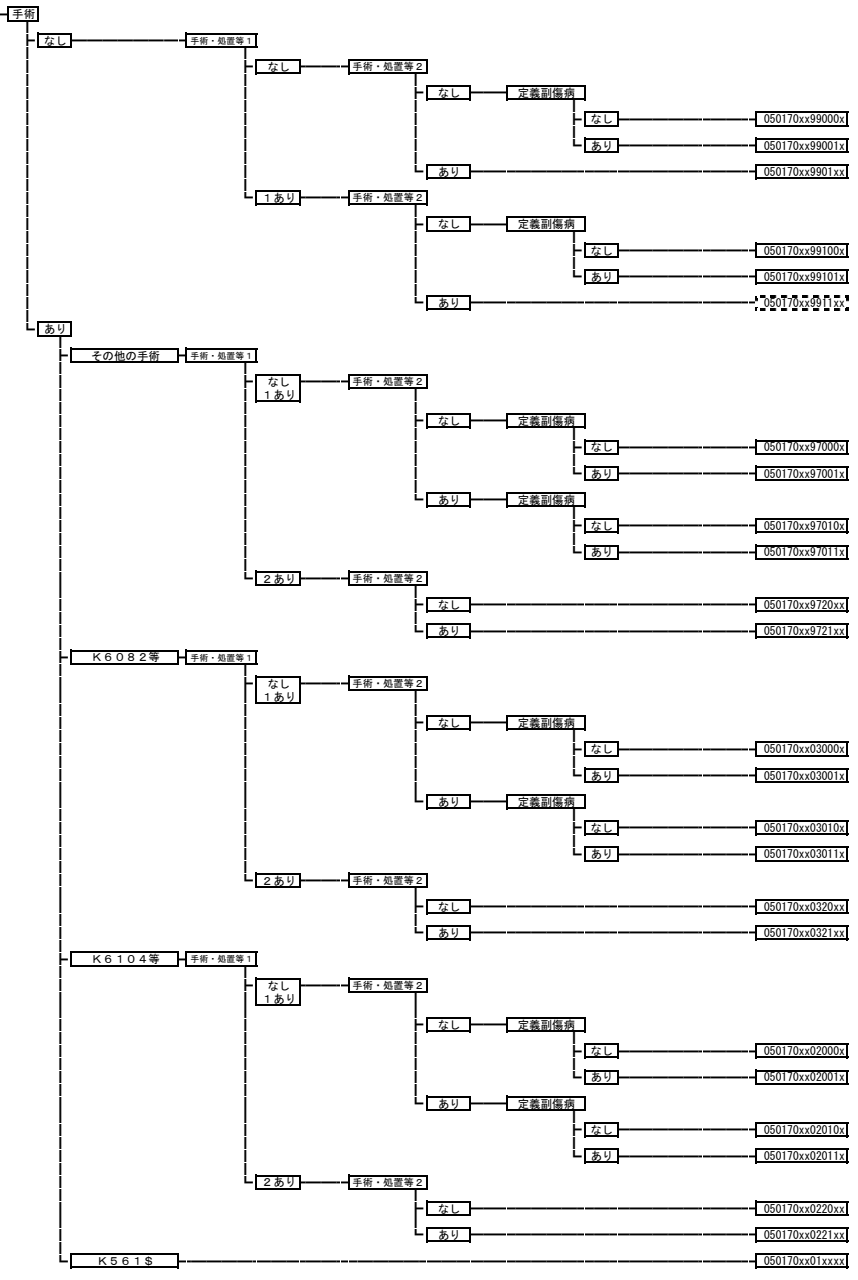 手術
なし 手術・処置等1
なし 手術・処置等2
なし 定義副傷病
なし 050170xx99000x
あり 050170xx99001x
あり 050170xx9901xx
1あり 手術・処置等2
なし 定義副傷病
なし 050170xx99100x
あり 050170xx99101x
あり 050170xx9911xx
あり
その他の手術 手術・処置等1
なし 手術・処置等2
1あり
なし 定義副傷病
なし 050170xx97000x
あり 050170xx97001x
あり 定義副傷病
なし 050170xx97010x
あり 050170xx97011x
2あり 手術・処置等2
なし 050170xx9720xx
あり 050170xx9721xx
K6082等 手術・処置等1
なし 手術・処置等2
1あり
なし 定義副傷病
なし 050170xx03000x
あり 050170xx03001x
あり 定義副傷病
なし 050170xx03010x
あり 050170xx03011x
2あり 手術・処置等2
なし 050170xx0320xx
あり 050170xx0321xx
K6104等 手術・処置等1
なし 手術・処置等2
1あり
なし 定義副傷病
なし 050170xx02000x
あり 050170xx02001x
あり 定義副傷病
なし 050170xx02010x
あり 050170xx02011x
2あり 手術・処置等2
なし 050170xx0220xx
あり 050170xx0221xx
K561$ 050170xx01xxxx